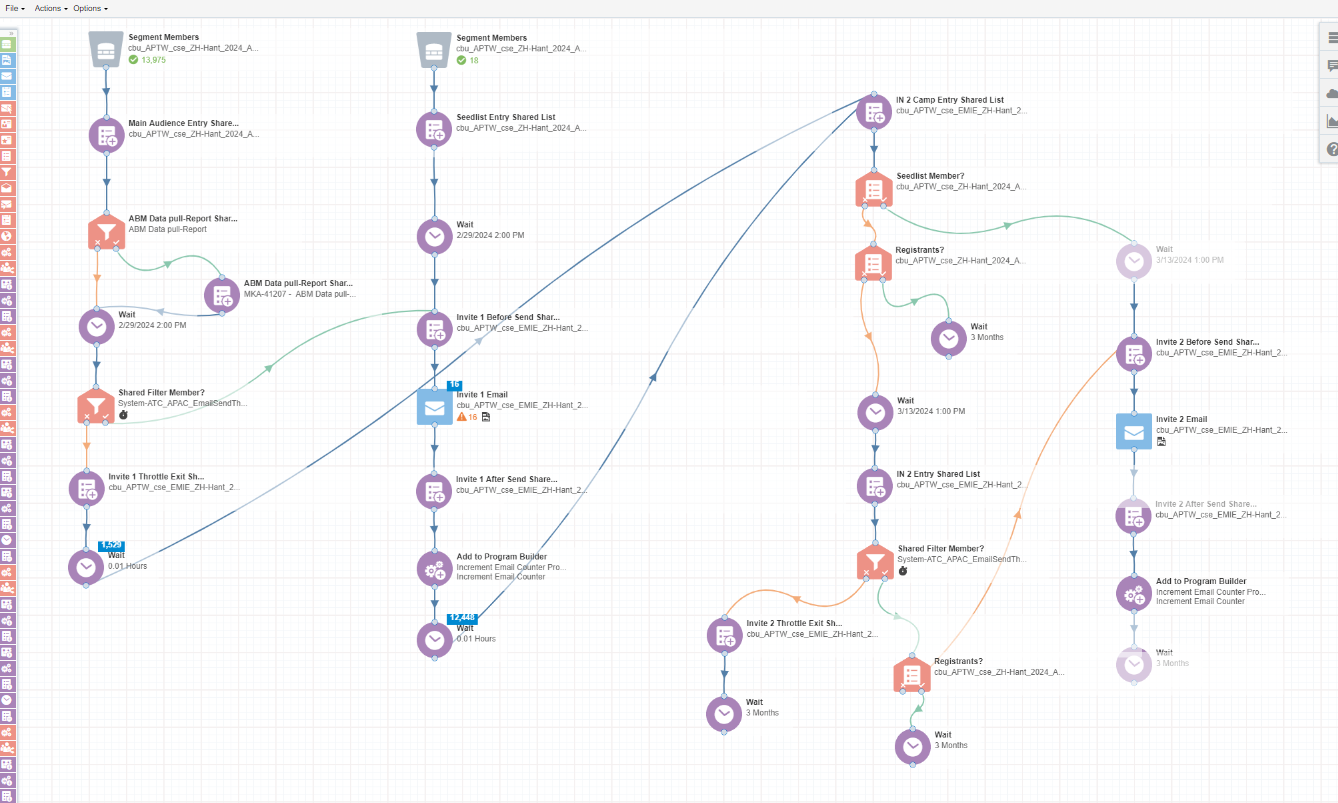 File
Actions
Options
Segment Members
cbu_APTW_cse_ZH-Hant_2024_A...
13,975
Main Audience Entry Share...
cbu_APTW_cse_ZH-Hant_2024_A...
ABM Data pull-Report Shar...
ABM Data pull-Report
ABM Data pull-Report Shar...
MKA-41207 - ABM Data pull-...
Wait
2/29/2024 2:00 PM
Shared Filter Member?
System-ATC_APAC_EmailSendTh...
Invite 1 Throttle Exit Sh...
cbu_APTW_cse_EMIE_ZH-Hant_2...
1,529
Wait
0.01 Hours
Segment Members
cbu_APTW_cse_ZH-Hant_2024_A...
18
Seedlist Entry Shared List
cbu_APTW_cse_ZH-Hant_2024_A...
Wait
2/29/2024 2:00 PM
Invite 1 Before Send Shar...
cbu_APTW_cse_EMIE_ZH-Hant_2...
16
Invite 1 Email
cbu_APTW_cse_EMIE_ZH-Hant_2...
16
Invite 1 After Send Share...
cbu_APTW_cse_EMIE_ZH-Hant_2...
Add to Program Builder
Increment Email Counter Pro...
Increment Email Counter
12,448
Wait
0.01 Hours
IN 2 Camp Entry Shared List
cbu_APTW_cse_EMIE_ZH-Hant_2...
Seedlist Member?
cbu_APTW_cse_ZH-Hant_2024_A...
Registrants?
cbu_APTW_cse_ZH-Hant_2024_A...
Wait
3 Months
Wait
3/13/2024 1:00 PM
IN 2 Entry Shared List
cbu_APTW_cse_EMIE_ZH-Hant_2...
Shared Filter Member?
System-ATC_APAC_EmailSendTh...
Invite 2 Throttle Exit Sh...
cbu_APTW_cse_EMIE_ZH-Hant_2...
Wait
3 Months
Registrants?
cbu_APTW_cse_ZH-Hant_2024_A...
Wait
3 Months
Wait
3/13/2024 1:00 PM
Invite 2 Before Send Shar...
cbu_APTW_cse_EMIE_ZH-Hant_2...
Invite 2 Email
cbu_APTW_cse_EMIE_ZH-Hant_2...
Invite 2 After Send Share...
cbu_APTW_cse_EMIE_ZH-Hant_2...
Add to Program Builder
Increment Email Counter Pro...
Increment Email Counter
Wait
3 Months